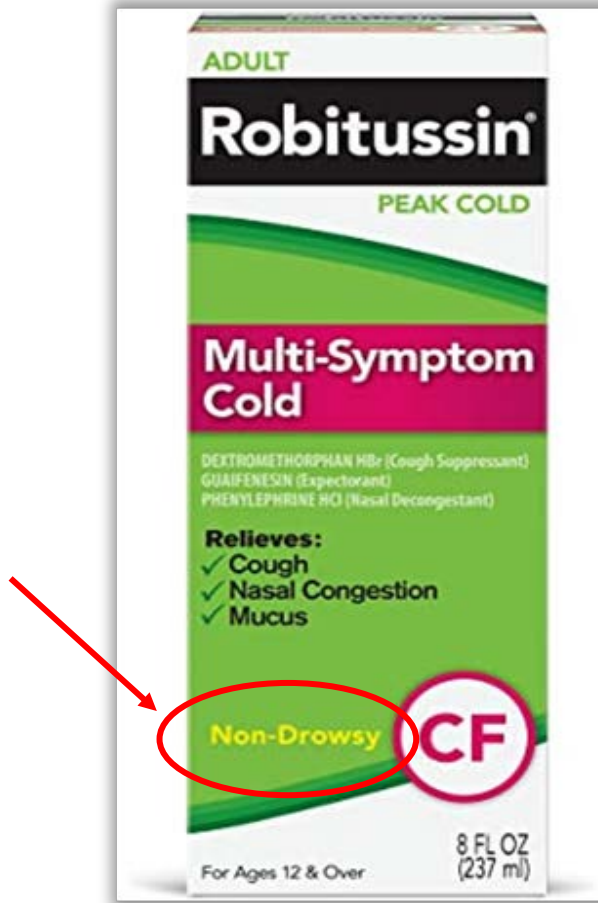 ADULT
Robitussin®
PEAK COLD
Multi-Symptom
Cold
DEXTROMETHORPHAN HBr (Cough Suppressant)
GUAIFENESIN (Expectorant)
PHENYLEPHRINE HCl (Nasal Decongestant)
Relieves:
✓ Cough
✓ Nasal Congestion
✓ Mucus
Non-Drowsy
CF
8 FL OZ
(237 ml)
For Ages 12 & Over